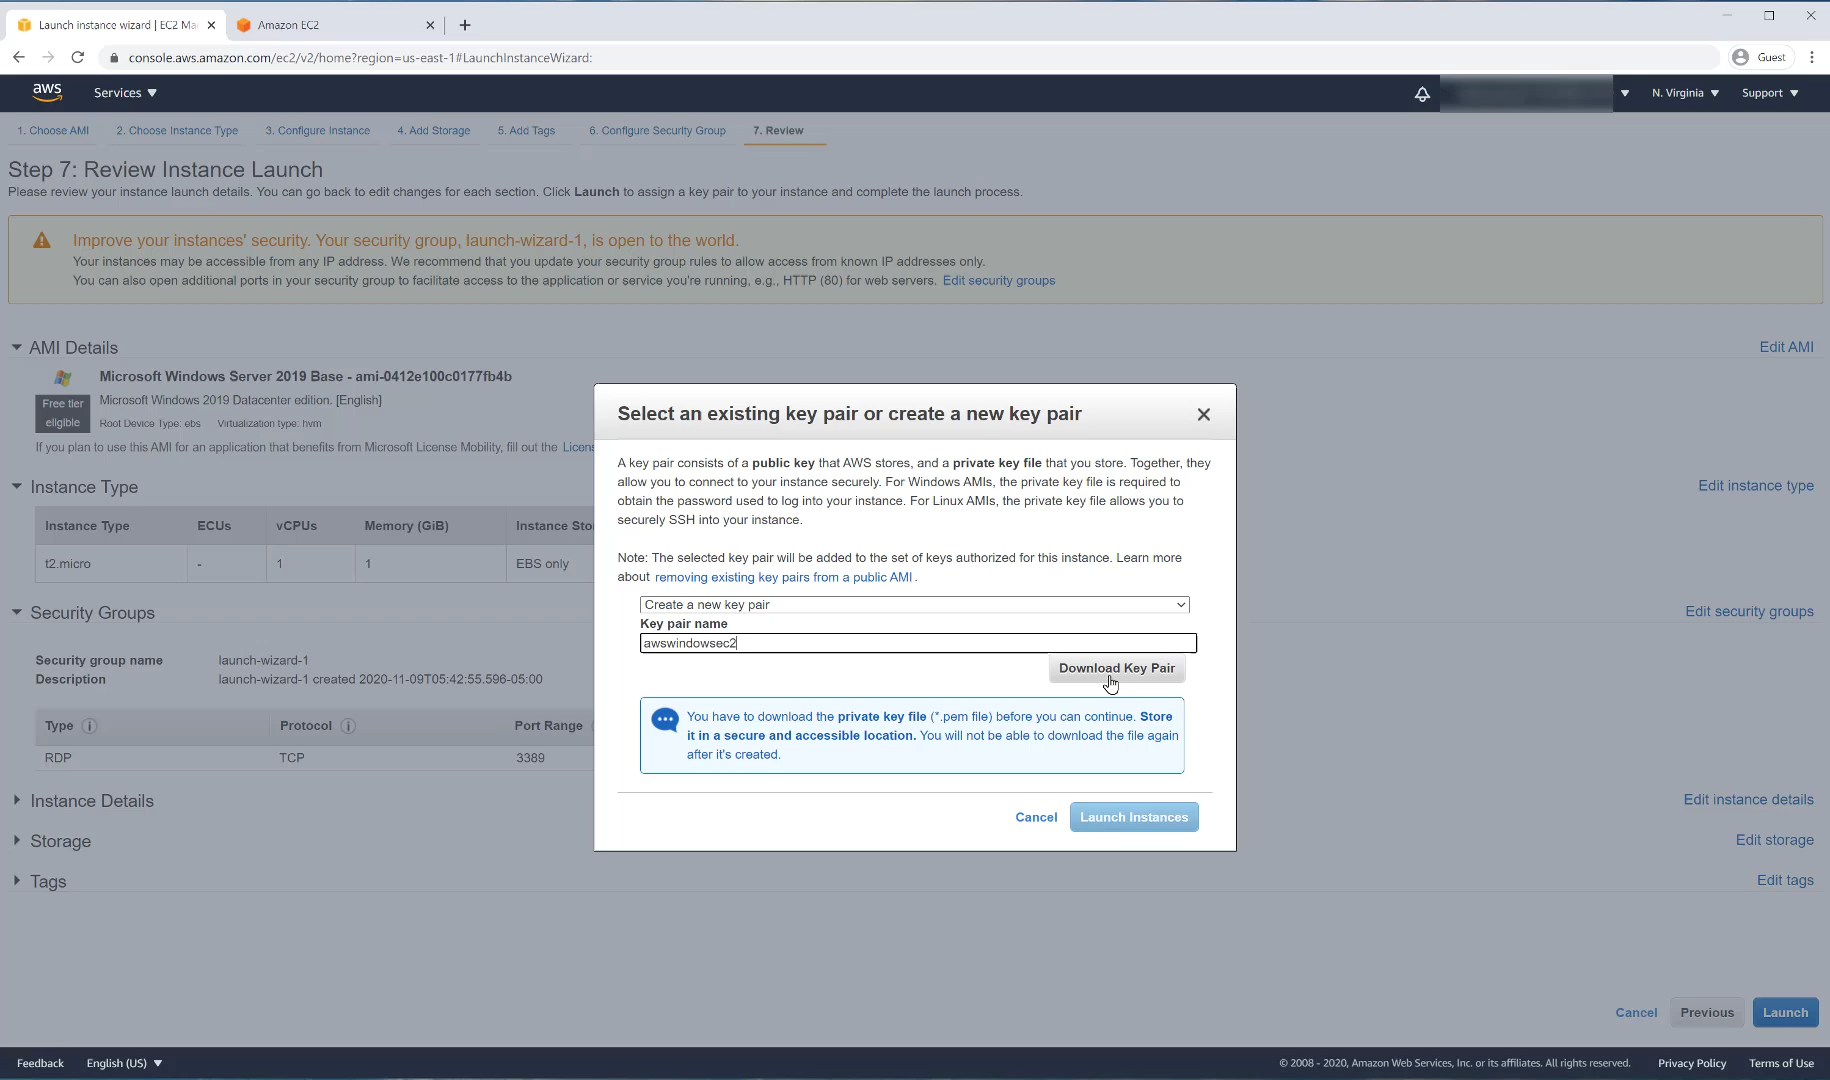 Launch instance wizard | EC2 Ma
Amazon EC2
console.aws.amazon.com/ec2/v2/home?region=us-east-1#LaunchInstanceWizard:
Guest
aws
Services
N. Virginia
Support
1. Choose AMI
2. Choose Instance Type
3. Configure Instance
4. Add Storage
5. Add Tags
6. Configure Security Group
7. Review
Step 7: Review Instance Launch
Please review your instance launch details. You can go back to edit changes for each section. Click Launch to assign a key pair to your instance and complete the launch process.
Improve your instances' security. Your security group, launch-wizard-1, is open to the world.
Your instances may be accessible from any IP address. We recommend that you update your security group rules to allow access from known IP addresses only.
You can also open additional ports in your security group to facilitate access to the application or service you're running, e.g., HTTP (80) for web servers. Edit security groups
AMI Details
Edit AMI
Microsoft Windows Server 2019 Base - ami-0412e100c0177fb4b
Free tier
eligible
Microsoft Windows 2019 Datacenter edition. [English]
Root Device Type: ebs Virtualization type: hvm
If you plan to use this AMI for an application that benefits from Microsoft License Mobility, fill out the Licens
Instance Type
Edit instance type
Instance Type ECUs vCPUs Memory (GiB) Instance Sto
t2.micro - 1 1 EBS only
Security Groups
Edit security groups
Security group name launch-wizard-1
Description launch-wizard-1 created 2020-11-09T05:42:55.596-05:00
Type i Protocol i Port Range
RDP TCP 3389
Instance Details
Edit instance details
Storage
Edit storage
Tags
Edit tags
Select an existing key pair or create a new key pair
A key pair consists of a public key that AWS stores, and a private key file that you store. Together, they
allow you to connect to your instance securely. For Windows AMIs, the private key file is required to
obtain the password used to log into your instance. For Linux AMIs, the private key file allows you to
securely SSH into your instance.
Note: The selected key pair will be added to the set of keys authorized for this instance. Learn more
about removing existing key pairs from a public AMI .
Create a new key pair
Key pair name
awswindowsec2
Download Key Pair
You have to download the private key file (*.pem file) before you can continue. Store
it in a secure and accessible location. You will not be able to download the file again
after it's created.
Cancel
Launch Instances
Cancel
Previous
Launch
Feedback
English (US)
© 2008 - 2020, Amazon Web Services, Inc. or its affiliates. All rights reserved.
Privacy Policy
Terms of Use